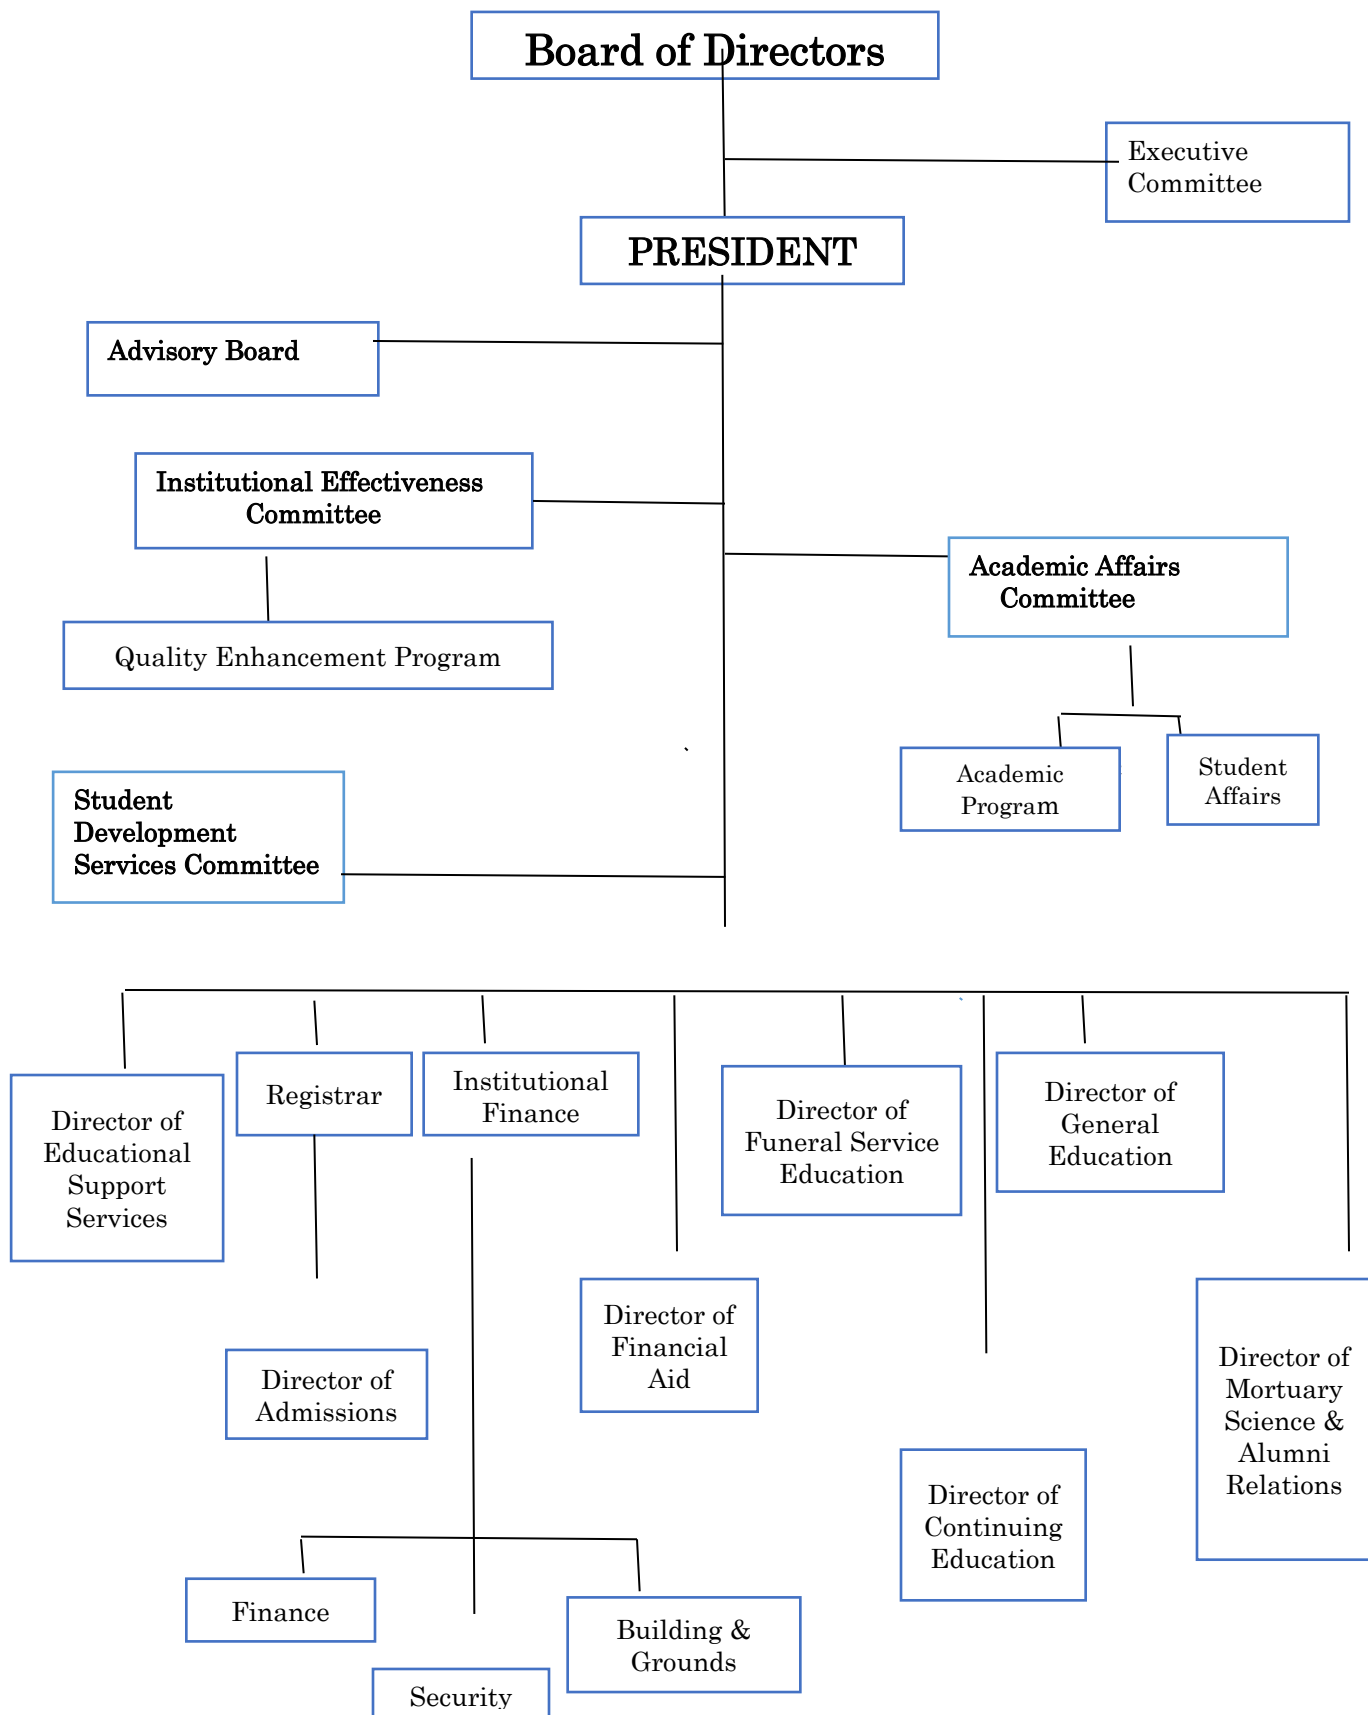 Board of Directors
Executive
Committee
PRESIDENT
Advisory Board
Institutional Effectiveness
Committee
Academic Affairs
Committee
Quality Enhancement Program
Academic
Program
Student
Affairs
Student
Development
Services Committee
Director of
Educational
Support
Services
Registrar
Institutional
Finance
Director of
Funeral Service
Education
Director of
General
Education
Director of
Admissions
Director of
Financial
Aid
Director of
Mortuary
Science &
Alumni
Relations
Director of
Continuing
Education
Finance
Building &
Grounds
Security